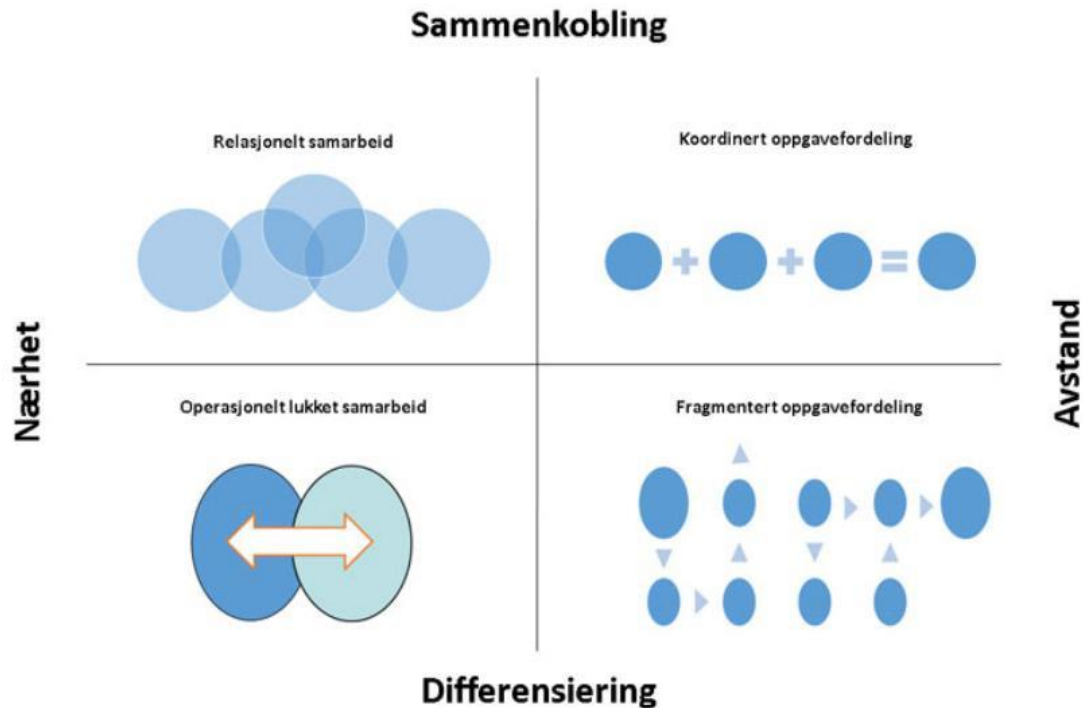 Sammenkobling
Relasjonelt samarbeid
Koordinert oppgavefordeling
Nærhet
Avstand
Operasjonelt lukket samarbeid
Fragmentert oppgavefordeling
Differensiering